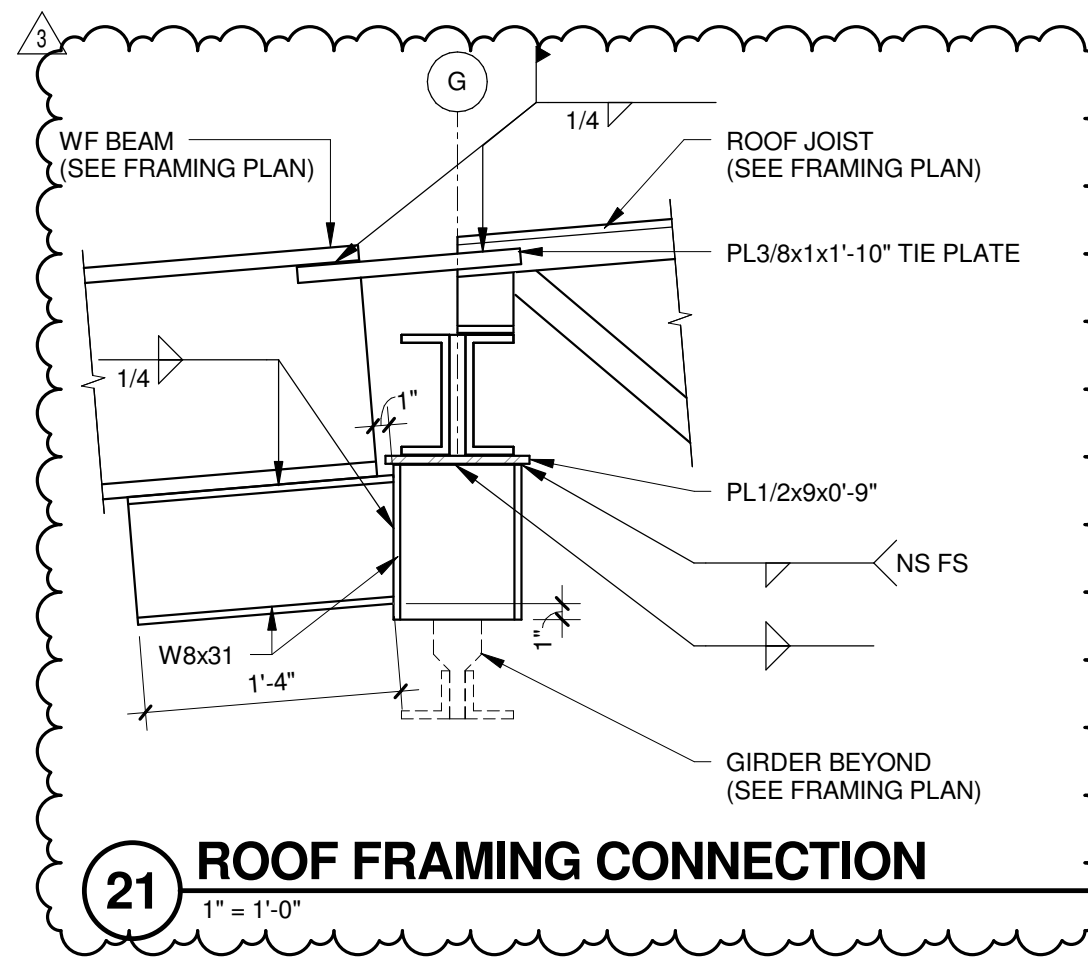 3
G
1/4
WF BEAM
(SEE FRAMING PLAN)
ROOF JOIST
(SEE FRAMING PLAN)
PL3/8x1x1'-10" TIE PLATE
1/4
1"
PL1/2x9x0'-9"
NS FS
1"
W8x31
1'-4"
GIRDER BEYOND
(SEE FRAMING PLAN)
21
ROOF FRAMING CONNECTION
1" = 1'-0"